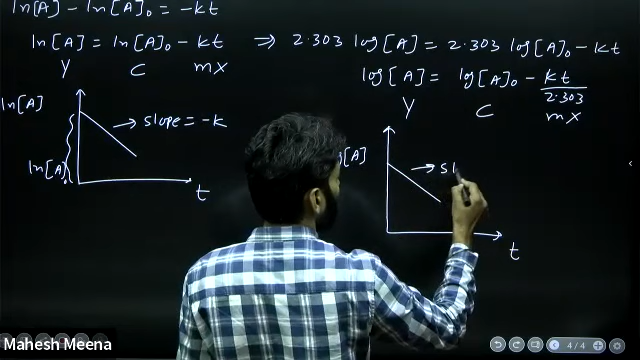 ln[A] - ln[A]₀ = -kt
ln[A] = ln[A]₀ - kt ⇒ 2.303 log[A] = 2.303 log[A]₀ - kt
Y C mX
log[A] = log[A]₀ - kt/2.303
Y C mX
ln[A]
slope = -k
ln[A]₀
t
[A]
sl
t
4/4
Mahesh Meena